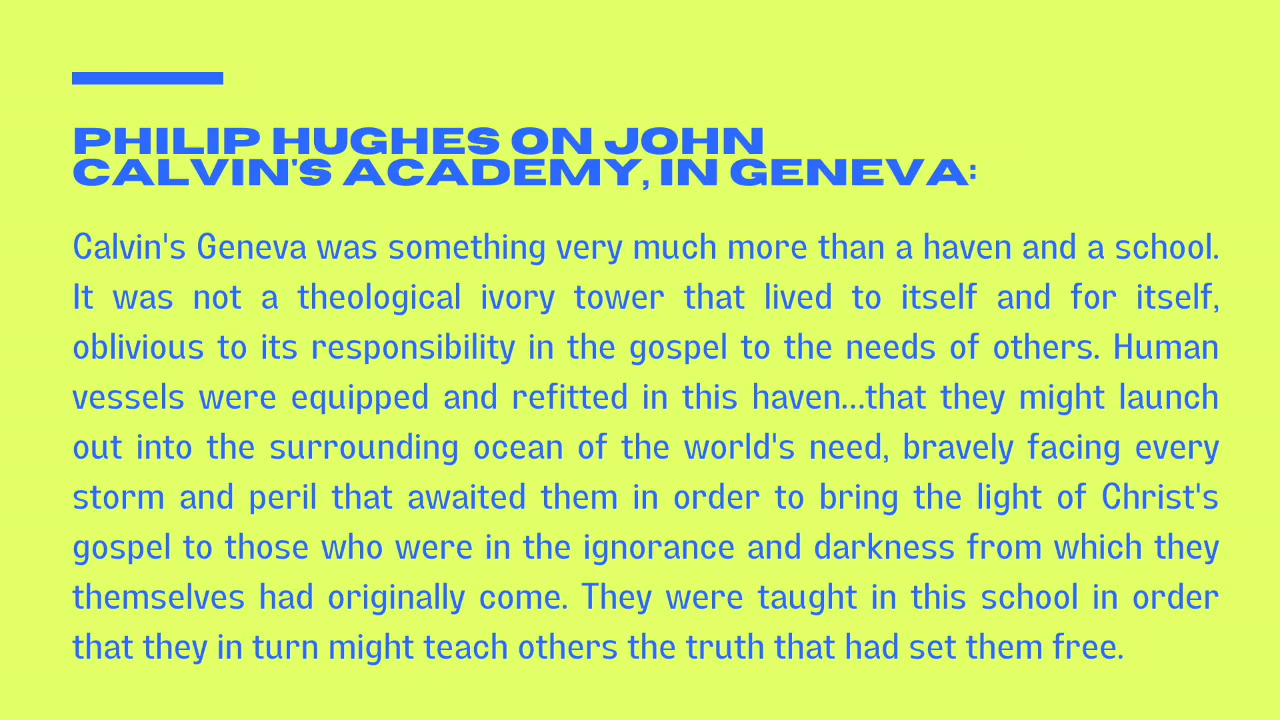 PHILIP HUGHES ON JOHN
CALVIN'S ACADEMY, IN GENEVA:
Calvin's Geneva was something very much more than a haven and a school.
It was not a theological ivory tower that lived to itself and for itself,
oblivious to its responsibility in the gospel to the needs of others. Human
vessels were equipped and refitted in this haven...that they might launch
out into the surrounding ocean of the world's need, bravely facing every
storm and peril that awaited them in order to bring the light of Christ's
gospel to those who were in the ignorance and darkness from which they
themselves had originally come. They were taught in this school in order
that they in turn might teach others the truth that had set them free.